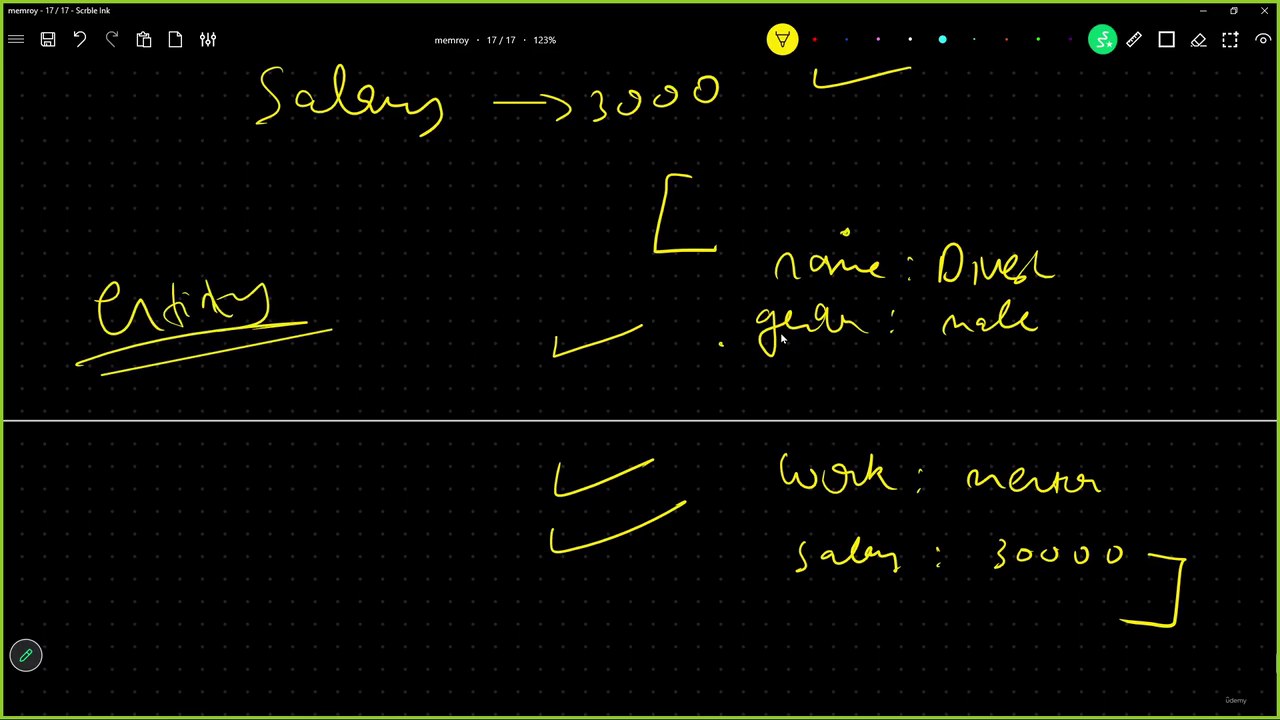 memroy - 17 / 17 - Scrble Ink
memroy · 17 / 17 · 123%
Salary → 3000
[
name : Divesh
Entity
gender : male
work : mentor
salary : 30000 ]
ûdemy